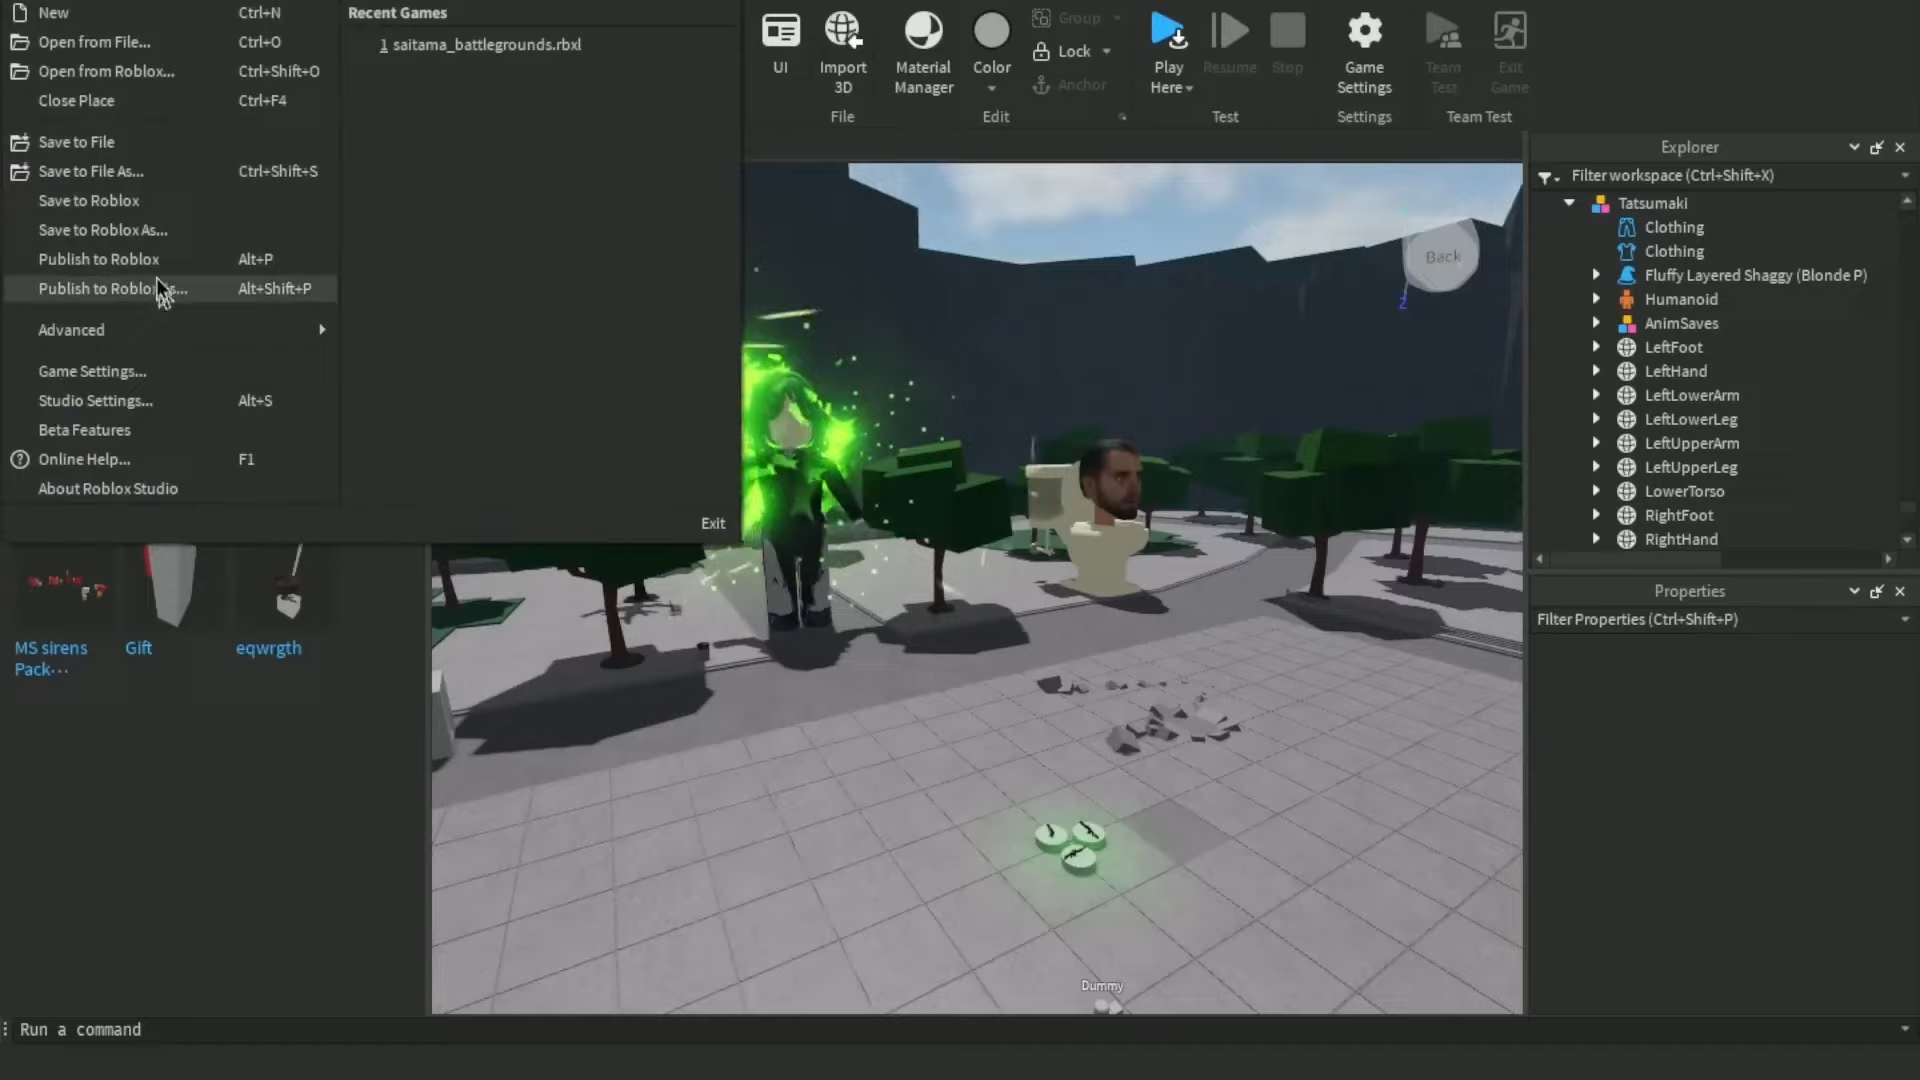 New Ctrl+N
Open from File... Ctrl+O
Open from Roblox... Ctrl+Shift+O
Close Place Ctrl+F4
Save to File
Save to File As... Ctrl+Shift+S
Save to Roblox
Save to Roblox As...
Publish to Roblox Alt+P
Publish to Roblox As... Alt+Shift+P
Advanced
Game Settings...
Studio Settings... Alt+S
Beta Features
Online Help... F1
About Roblox Studio
Recent Games
1 saitama_battlegrounds.rbxl
Exit
UI
Import 3D
Material Manager
Color
Group
Lock
Anchor
Play Here
Resume
Stop
Game Settings
Team Test
Exit Game
File
Edit
Test
Settings
Team Test
MS sirens
Pack...
Gift
eqwrgth
Back
Z
Dummy
Explorer
Filter workspace (Ctrl+Shift+X)
Tatsumaki
Clothing
Clothing
Fluffy Layered Shaggy (Blonde P)
Humanoid
AnimSaves
LeftFoot
LeftHand
LeftLowerArm
LeftLowerLeg
LeftUpperArm
LeftUpperLeg
LowerTorso
RightFoot
RightHand
Properties
Filter Properties (Ctrl+Shift+P)
Run a command